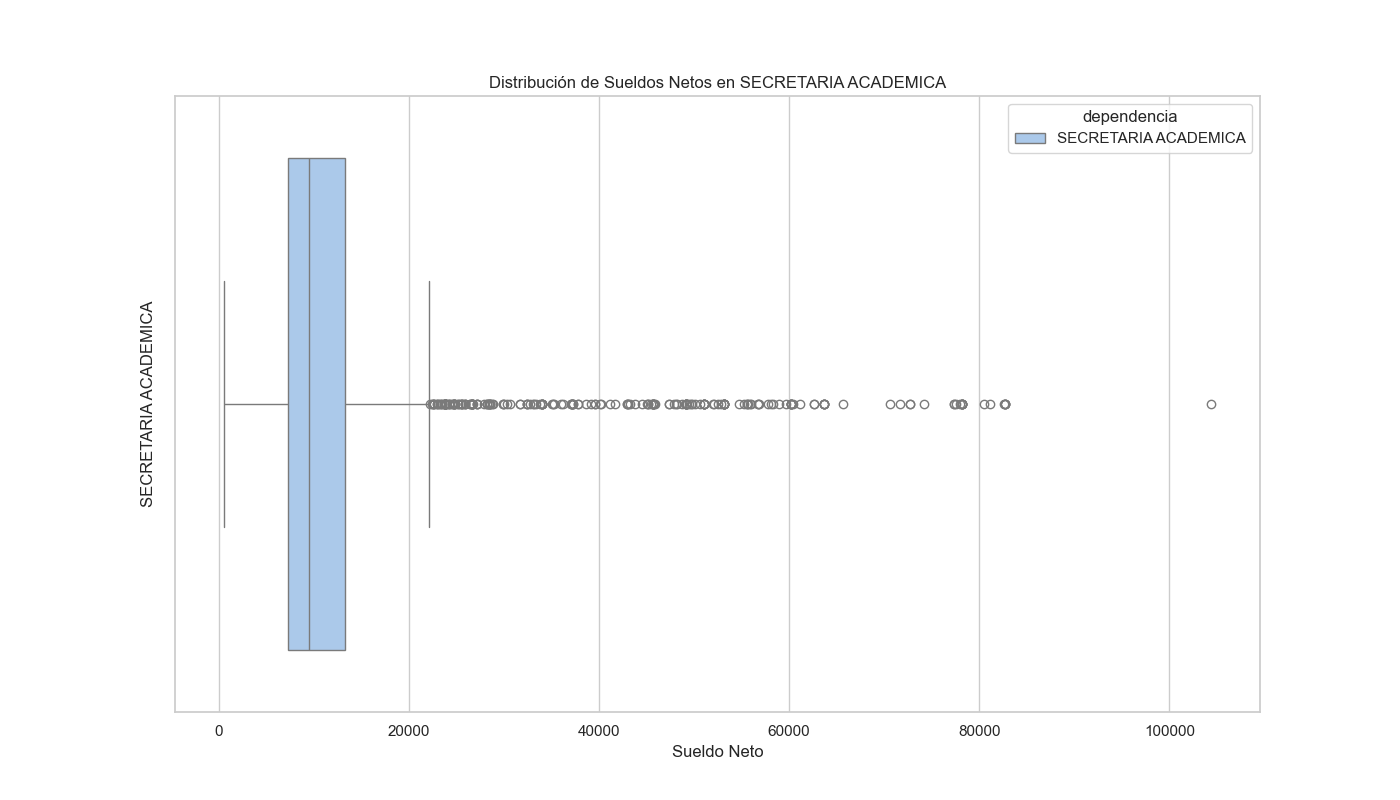 Distribución de Sueldos Netos en SECRETARIA ACADEMICA
dependencia
SECRETARIA ACADEMICA
SECRETARIA ACADEMICA
0 20000 40000 60000 80000 100000
Sueldo Neto